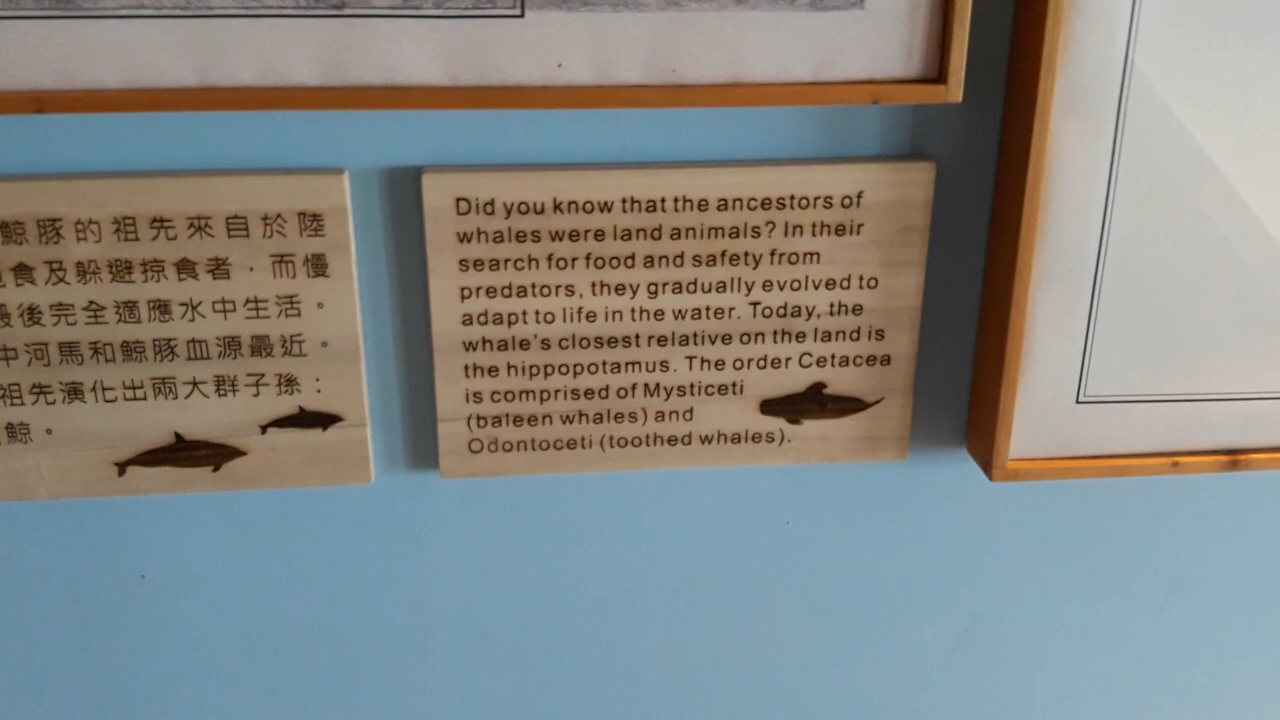 鯨豚的祖先來自於陸
食及躲避掠食者，而慢
後完全適應水中生活。
中河馬和鯨豚血源最近。
祖先演化出兩大群子孫：
鯨。
Did you know that the ancestors of
whales were land animals? In their
search for food and safety from
predators, they gradually evolved to
adapt to life in the water. Today, the
whale's closest relative on the land is
the hippopotamus. The order Cetacea
is comprised of Mysticeti
(baleen whales) and
Odontoceti (toothed whales).